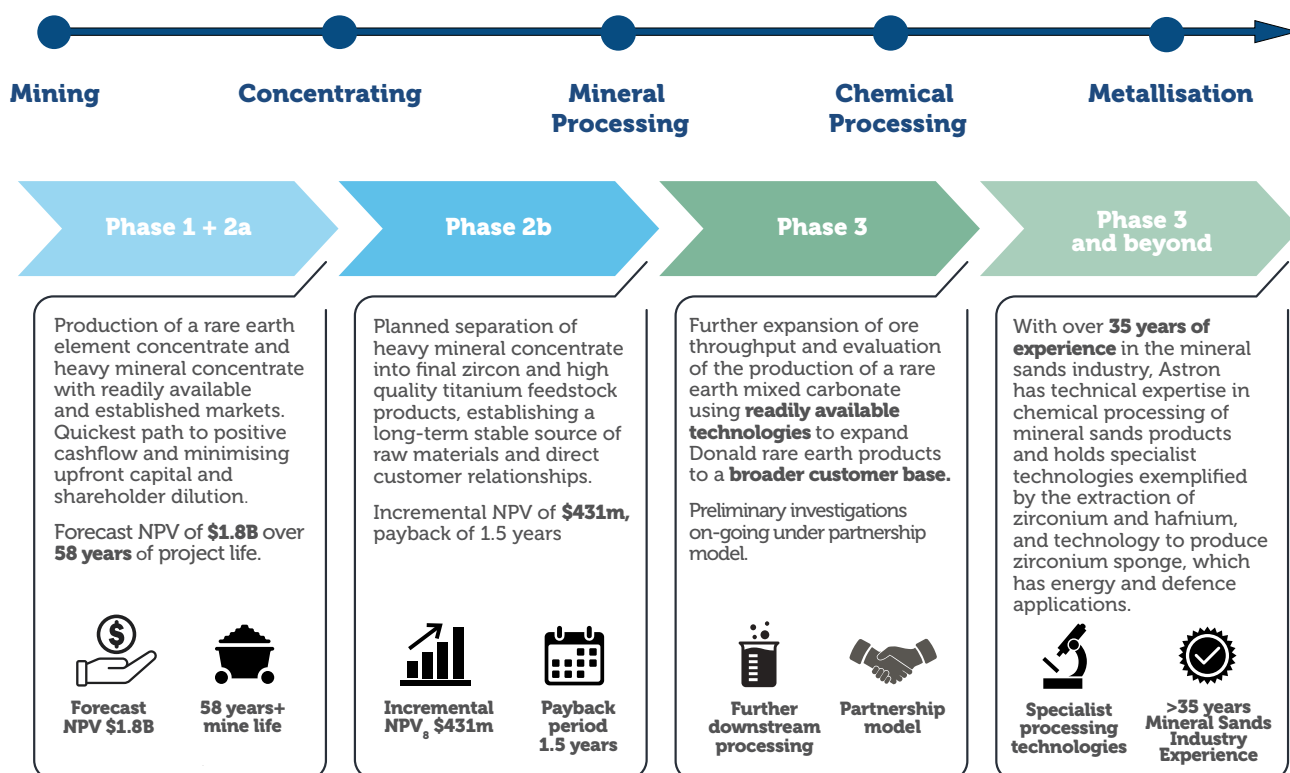 Mining
Concentrating
Mineral
Processing
Chemical
Processing
Metallisation
Phase 1 + 2a
Production of a rare earth
element concentrate and
heavy mineral concentrate
with readily available
and established markets.
Quickest path to positive
cashflow and minimising
upfront capital and
shareholder dilution.
Forecast NPV of $1.8B over
58 years of project life.
$
Forecast
NPV $1.8B
58 years+
mine life
Phase 2b
Planned separation of
heavy mineral concentrate
into final zircon and high
quality titanium feedstock
products, establishing a
long-term stable source of
raw materials and direct
customer relationships.
Incremental NPV of $431m,
payback of 1.5 years
Incremental
NPV₈ $431m
Payback
period
1.5 years
Phase 3
Further expansion of ore
throughput and evaluation
of the production of a rare
earth mixed carbonate
using readily available
technologies to expand
Donald rare earth products
to a broader customer base.
Preliminary investigations
on-going under partnership
model.
Further
downstream
processing
Partnership
model
Phase 3
and beyond
With over 35 years of
experience in the mineral
sands industry, Astron
has technical expertise in
chemical processing of
mineral sands products
and holds specialist
technologies exemplified
by the extraction of
zirconium and hafnium,
and technology to produce
zirconium sponge, which
has energy and defence
applications.
Specialist
processing
technologies
>35 years
Mineral Sands
Industry
Experience